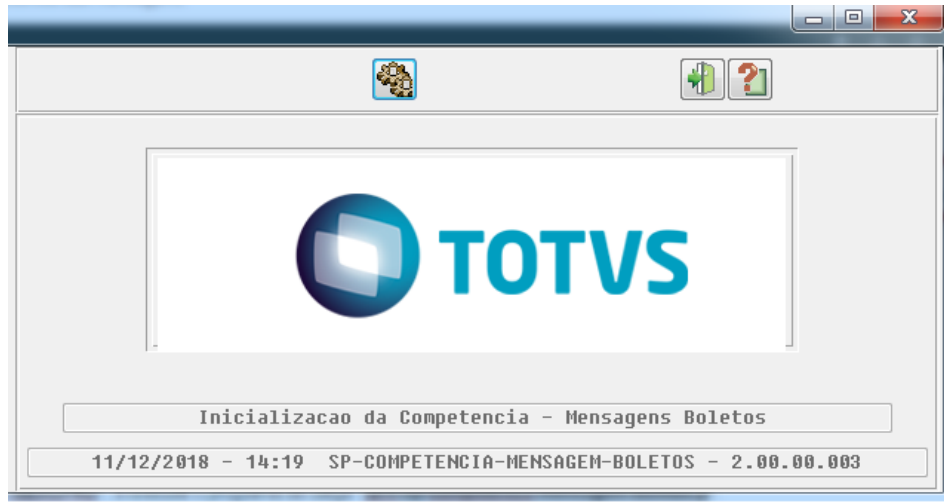 TOTVS
Inicializacao da Competencia - Mensagens Boletos
11/12/2018 - 14:19 SP-COMPETENCIA-MENSAGEM-BOLETOS - 2.00.00.003